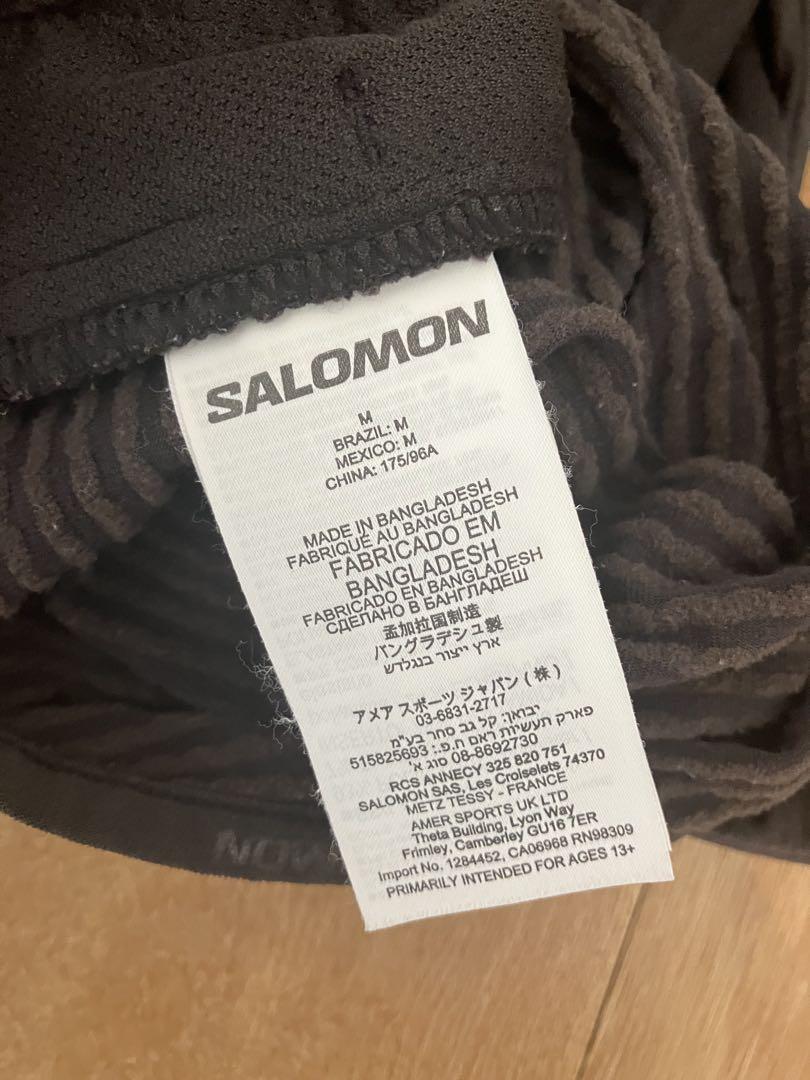 SALOMON
M
BRAZIL: M
MEXICO: M
CHINA: 175/96A
MADE IN BANGLADESH
FABRIQUE AU BANGLADESH
FABRICADO EM
BANGLADESH
FABRICADO EN BANGLADESH
СДЕЛАНО В БАНГЛАДЕШ
孟加拉国制造
バングラデシュ製
ארץ ייצור בנגלדש
アメア スポーツ ジャパン ( 株 )
03-6831-2717
יבואן: קל גב סחר בע"מ
פארק תעשיות ראם ח.פ.: 515825693
08-8692730 סוג א'
RCS ANNECY 325 820 751
SALOMON SAS, Les Croiselets 74370
METZ TESSY - FRANCE
AMER SPORTS UK LTD
Theta Building, Lyon Way
Frimley, Camberley GU16 7ER
Import No. 1284452, CA06968 RN98309
PRIMARILY INTENDED FOR AGES 13+